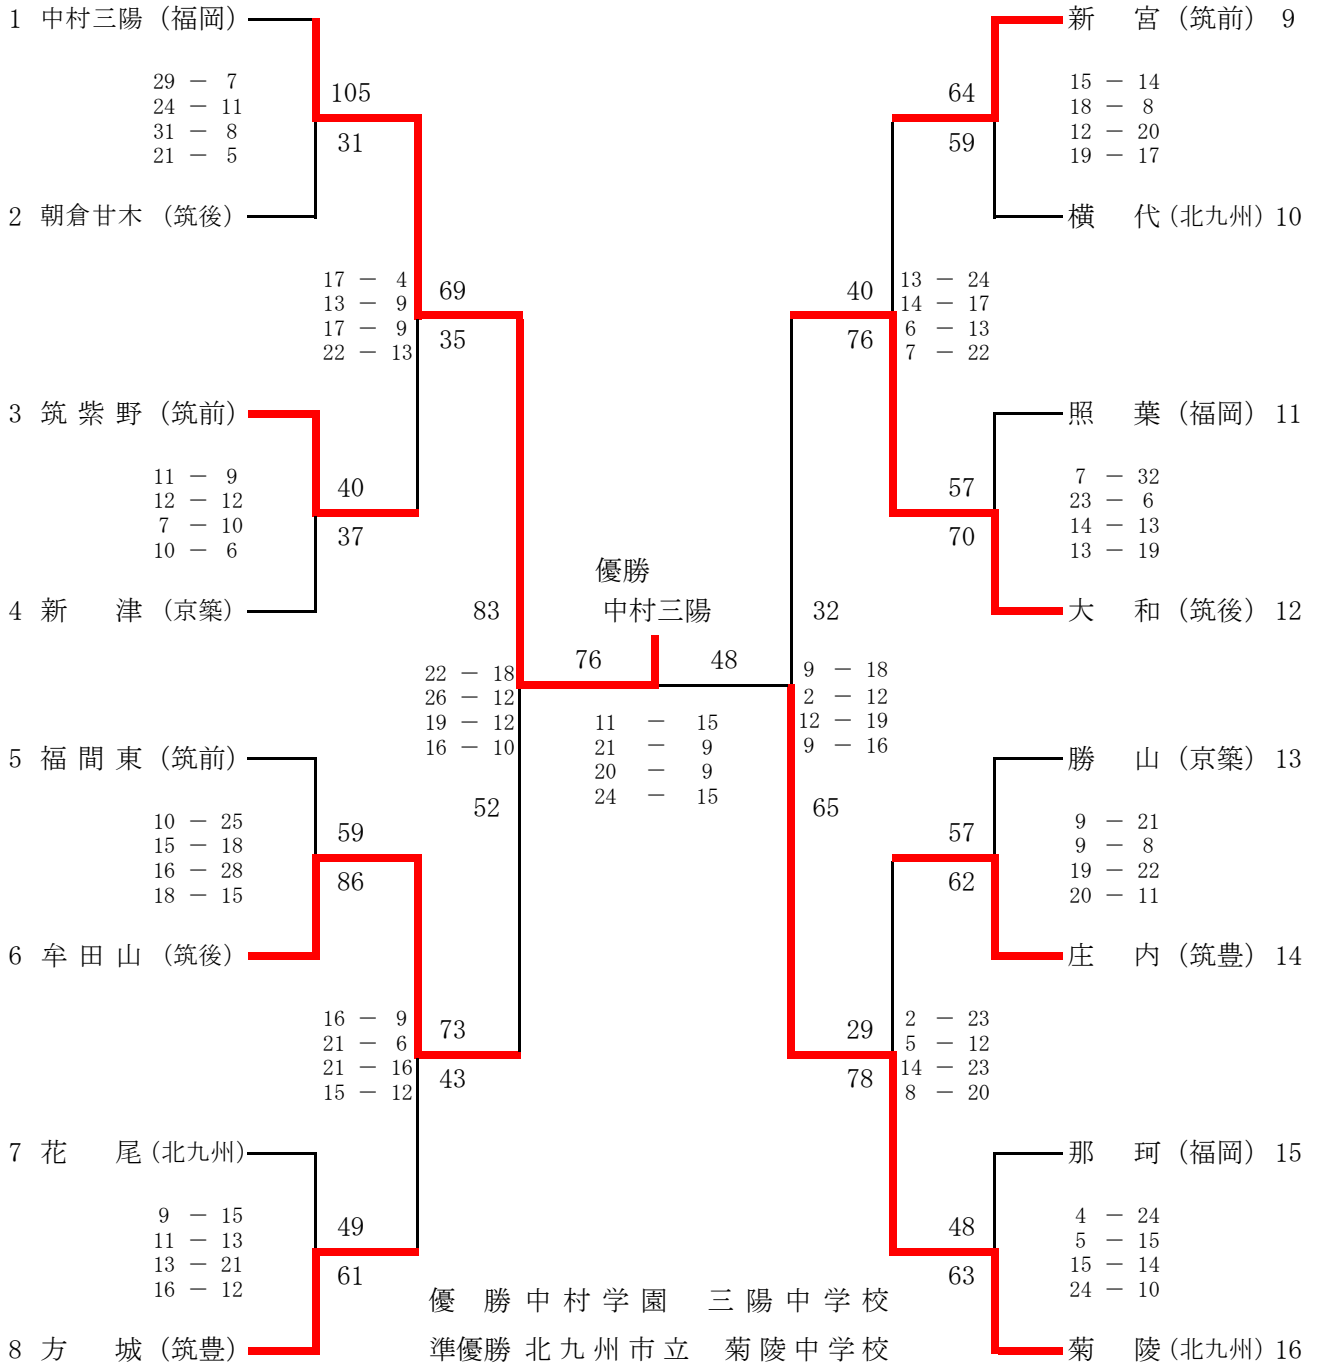 1 中村三陽 (福岡)
29 － 7
24 － 11
31 － 8
21 － 5
105
31
2 朝倉甘木 (筑後)
17 － 4
13 － 9
17 － 9
22 － 13
69
35
3 筑 紫 野 (筑前)
11 － 9
12 － 12
7 － 10
10 － 6
40
37
4 新 津 (京築)
83
22 － 18
26 － 12
19 － 12
16 － 10
52
5 福 間 東 (筑前)
10 － 25
15 － 18
16 － 28
18 － 15
59
86
6 牟 田 山 (筑後)
16 － 9
21 － 6
21 － 16
15 － 12
73
43
7 花 尾 (北九州)
9 － 15
11 － 13
13 － 21
16 － 12
49
61
8 方 城 (筑豊)
優勝
中村三陽
76 48
11 － 15
21 － 9
20 － 9
24 － 15
新 宮 (筑前) 9
64
59
15 － 14
18 － 8
12 － 20
19 － 17
横 代 (北九州) 10
40
76
13 － 24
14 － 17
6 － 13
7 － 22
照 葉 (福岡) 11
57
70
7 － 32
23 － 6
14 － 13
13 － 19
大 和 (筑後) 12
32
9 － 18
2 － 12
12 － 19
9 － 16
65
勝 山 (京築) 13
57
62
9 － 21
9 － 8
19 － 22
20 － 11
庄 内 (筑豊) 14
29
78
2 － 23
5 － 12
14 － 23
8 － 20
那 珂 (福岡) 15
48
63
4 － 24
5 － 15
15 － 14
24 － 10
菊 陵 (北九州) 16
優 勝 中 村 学 園 三 陽 中 学 校
準優勝 北 九 州 市 立 菊 陵 中 学 校